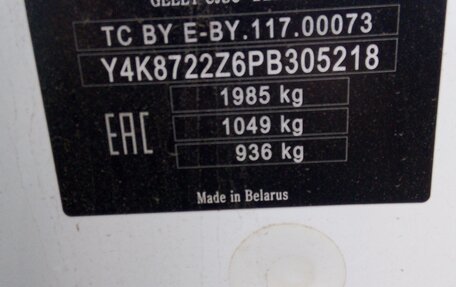 TC BY E-BY.117.00073
Y4K8722Z6PB305218
1985 kg
EAC
1049 kg
936 kg
Made in Belarus